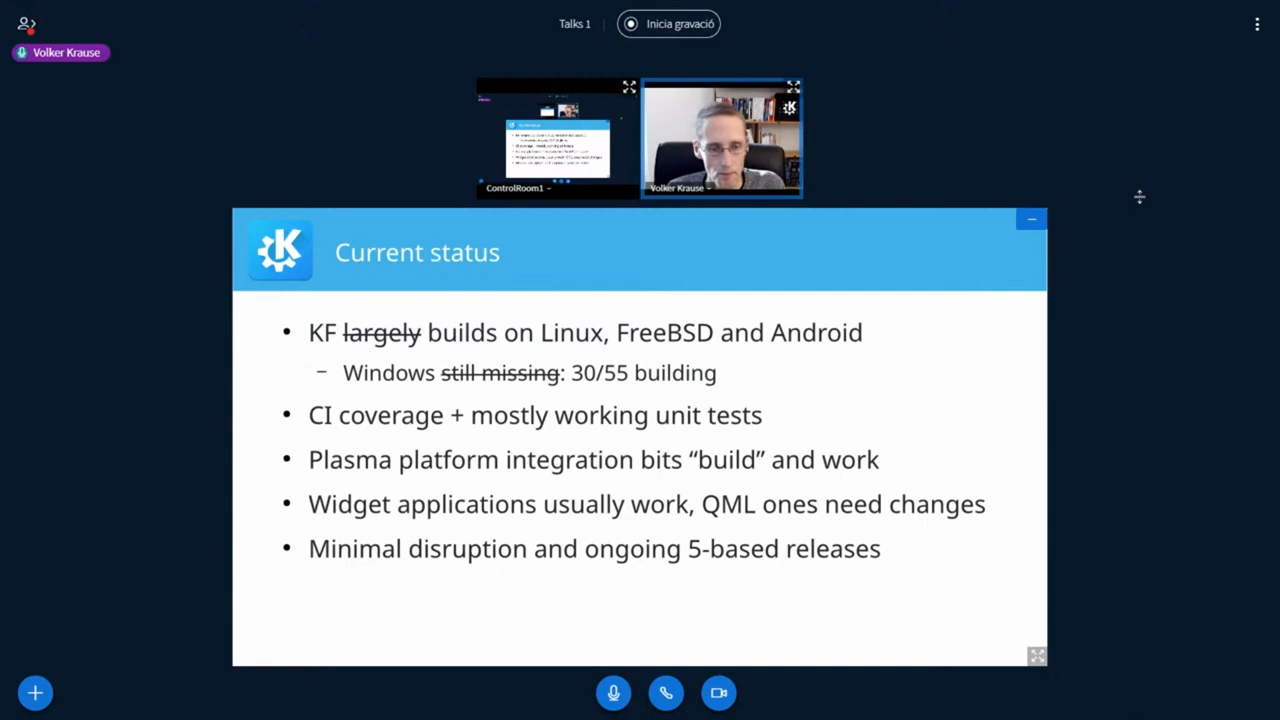 Talks 1
Inicia gravació
Volker Krause
ControlRoom1
Volker Krause
Current status
KF largely builds on Linux, FreeBSD and Android
Windows still missing: 30/55 building
CI coverage + mostly working unit tests
Plasma platform integration bits “build” and work
Widget applications usually work, QML ones need changes
Minimal disruption and ongoing 5-based releases